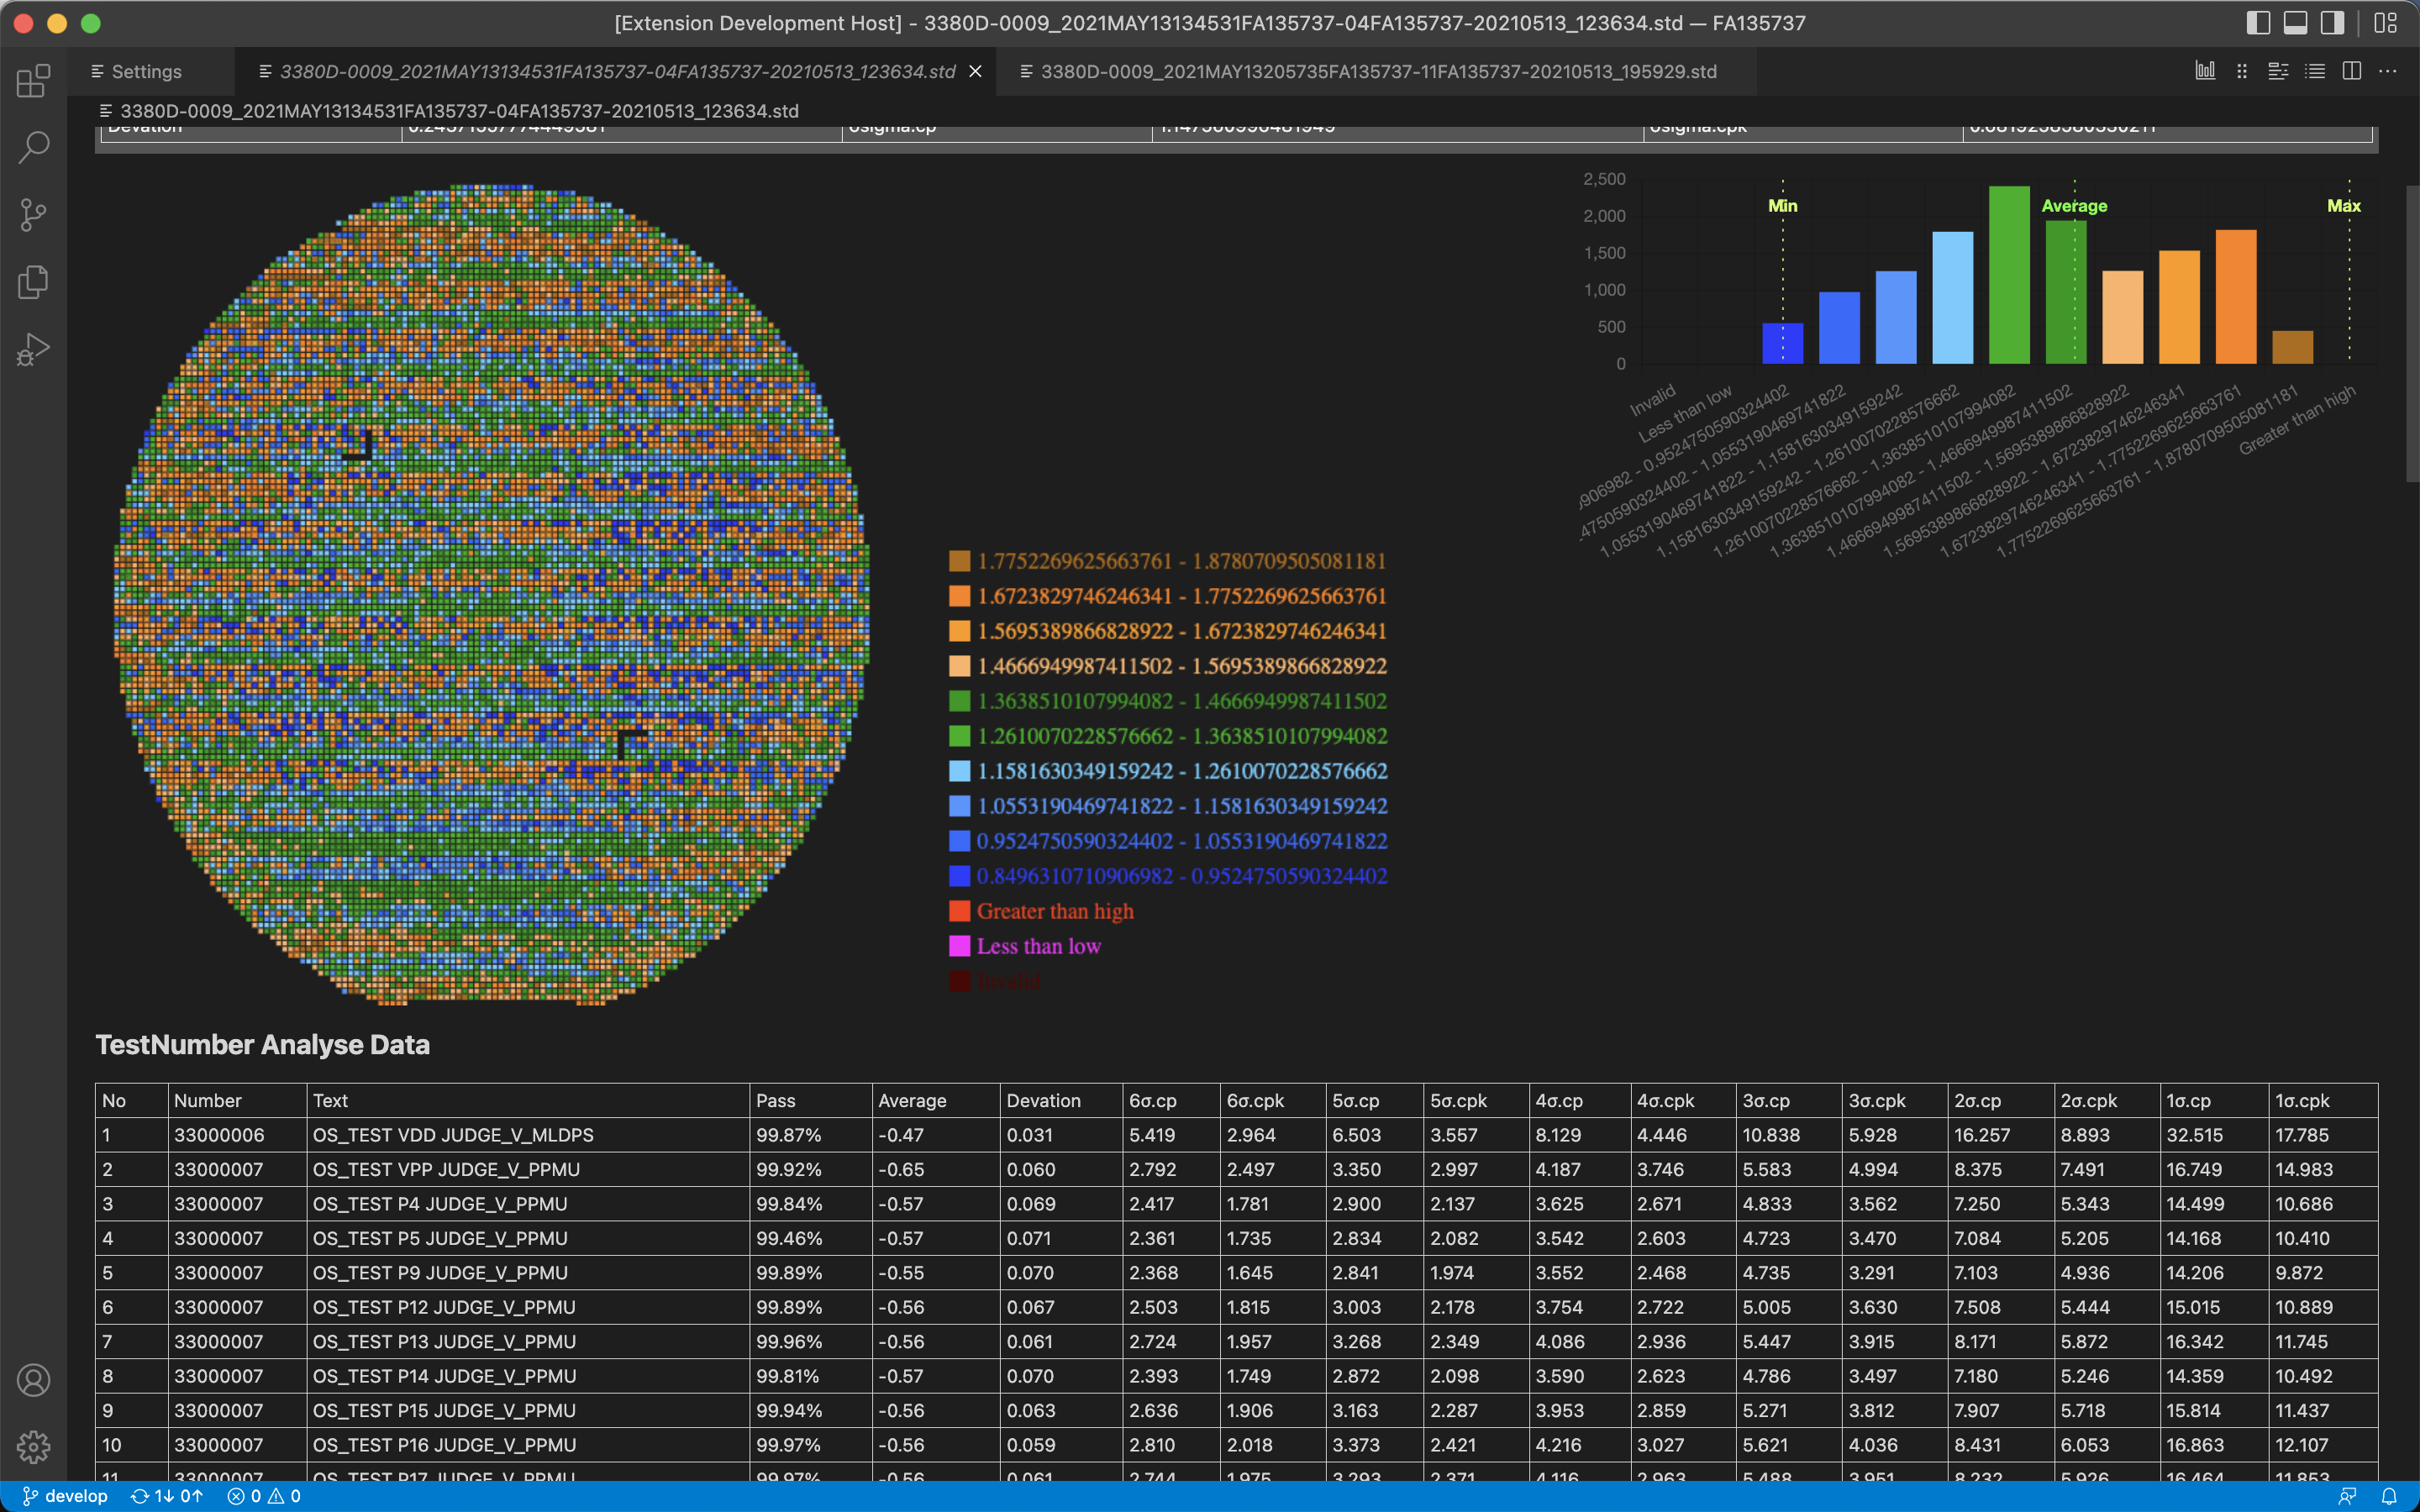 [Extension Development Host] - 3380D-0009_2021MAY13134531FA135737-04FA135737-20210513_123634.std — FA135737
Settings
3380D-0009_2021MAY13134531FA135737-04FA135737-20210513_123634.std
3380D-0009_2021MAY13205735FA135737-11FA135737-20210513_195929.std
3380D-0009_2021MAY13134531FA135737-04FA135737-20210513_123634.std
2,500
2,000
1,500
1,000
500
0
Min
Average
Max
Invalid
Less than low
0.9524750590324402
1.0553190469741822
1.0553190469741822 - 1.1581630349159242
1.1581630349159242 - 1.2610070228576662
1.2610070228576662 - 1.3638510107994082
1.3638510107994082 - 1.4666949987411502
1.4666949987411502 - 1.5695389866828922
1.5695389866828922 - 1.6723829746246341
1.6723829746246341 - 1.7752269625663761
1.7752269625663761 - 1.8780709505081181
Greater than high
1.7752269625663761 - 1.8780709505081181
1.6723829746246341 - 1.7752269625663761
1.5695389866828922 - 1.6723829746246341
1.4666949987411502 - 1.5695389866828922
1.3638510107994082 - 1.4666949987411502
1.2610070228576662 - 1.3638510107994082
1.1581630349159242 - 1.2610070228576662
1.0553190469741822 - 1.1581630349159242
0.9524750590324402 - 1.0553190469741822
0.8496310710906982 - 0.9524750590324402
Greater than high
Less than low
Invalid
TestNumber Analyse Data
No Number Text Pass Average Devation 6σ.cp 6σ.cpk 5σ.cp 5σ.cpk 4σ.cp 4σ.cpk 3σ.cp 3σ.cpk 2σ.cp 2σ.cpk 1σ.cp 1σ.cpk
1 33000006 OS_TEST VDD JUDGE_V_MLDPS 99.87% -0.47 0.031 5.419 2.964 6.503 3.557 8.129 4.446 10.838 5.928 16.257 8.893 32.515 17.785
2 33000007 OS_TEST VPP JUDGE_V_PPMU 99.92% -0.65 0.060 2.792 2.497 3.350 2.997 4.187 3.746 5.583 4.994 8.375 7.491 16.749 14.983
3 33000007 OS_TEST P4 JUDGE_V_PPMU 99.84% -0.57 0.069 2.417 1.781 2.900 2.137 3.625 2.671 4.833 3.562 7.250 5.343 14.499 10.686
4 33000007 OS_TEST P5 JUDGE_V_PPMU 99.46% -0.57 0.071 2.361 1.735 2.834 2.082 3.542 2.603 4.723 3.470 7.084 5.205 14.168 10.410
5 33000007 OS_TEST P9 JUDGE_V_PPMU 99.89% -0.55 0.070 2.368 1.645 2.841 1.974 3.552 2.468 4.735 3.291 7.103 4.936 14.206 9.872
6 33000007 OS_TEST P12 JUDGE_V_PPMU 99.89% -0.56 0.067 2.503 1.815 3.003 2.178 3.754 2.722 5.005 3.630 7.508 5.444 15.015 10.889
7 33000007 OS_TEST P13 JUDGE_V_PPMU 99.96% -0.56 0.061 2.724 1.957 3.268 2.349 4.086 2.936 5.447 3.915 8.171 5.872 16.342 11.745
8 33000007 OS_TEST P14 JUDGE_V_PPMU 99.81% -0.57 0.070 2.393 1.749 2.872 2.098 3.590 2.623 4.786 3.497 7.180 5.246 14.359 10.492
9 33000007 OS_TEST P15 JUDGE_V_PPMU 99.94% -0.56 0.063 2.636 1.906 3.163 2.287 3.953 2.859 5.271 3.812 7.907 5.718 15.814 11.437
10 33000007 OS_TEST P16 JUDGE_V_PPMU 99.97% -0.56 0.059 2.810 2.018 3.373 2.421 4.216 3.027 5.621 4.036 8.431 6.053 16.863 12.107
11 33000007 OS_TEST P17 JUDGE_V_PPMU 99.97% -0.56 0.061 2.744 1.975 3.293 2.371 4.116 2.963 5.488 3.951 8.232 5.926 16.464 11.853
develop 1↓ 0↑ 0 0